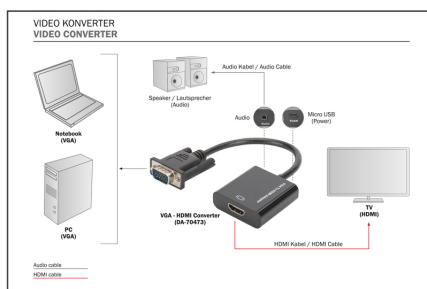 VIDEO KONVERTER
VIDEO CONVERTER
Audio Kabel / Audio Cable
Speaker / Lautsprecher
(Audio)
Audio
Micro USB
(Power)
Notebook
(VGA)
PC
(VGA)
VGA - HDMI Converter
(DA-70473)
TV
(HDMI)
HDMI Kabel / HDMI Cable
Audio cable
HDMI cable